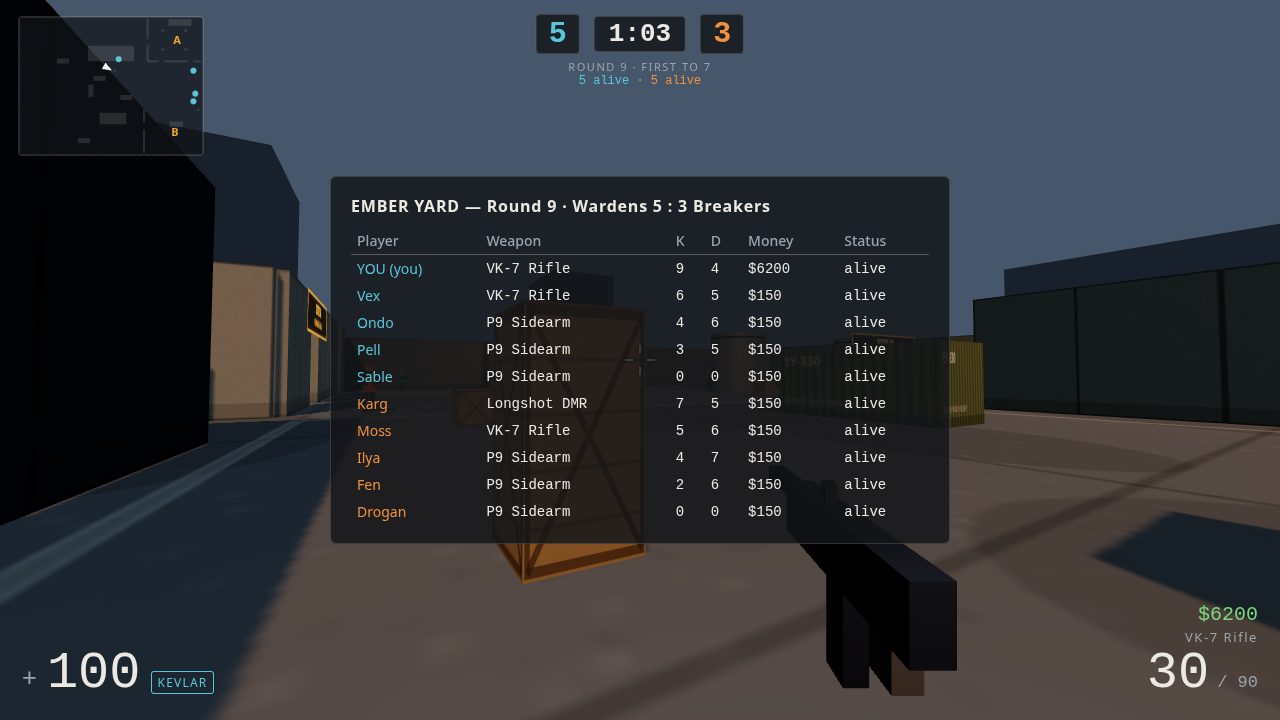 A
B
5 1:03 3
ROUND 9 · FIRST TO 7
5 alive · 5 alive
EMBER YARD — Round 9 · Wardens 5 : 3 Breakers
Player Weapon K D Money Status
YOU (you) VK-7 Rifle 9 4 $6200 alive
Vex VK-7 Rifle 6 5 $150 alive
Ondo P9 Sidearm 4 6 $150 alive
Pell P9 Sidearm 3 5 $150 alive
Sable P9 Sidearm 0 0 $150 alive
Karg Longshot DMR 7 5 $150 alive
Moss VK-7 Rifle 5 6 $150 alive
Ilya P9 Sidearm 4 7 $150 alive
Fen P9 Sidearm 2 6 $150 alive
Drogan P9 Sidearm 0 0 $150 alive
EY-330
+ 100 KEVLAR
$6200
VK-7 Rifle
30 / 90